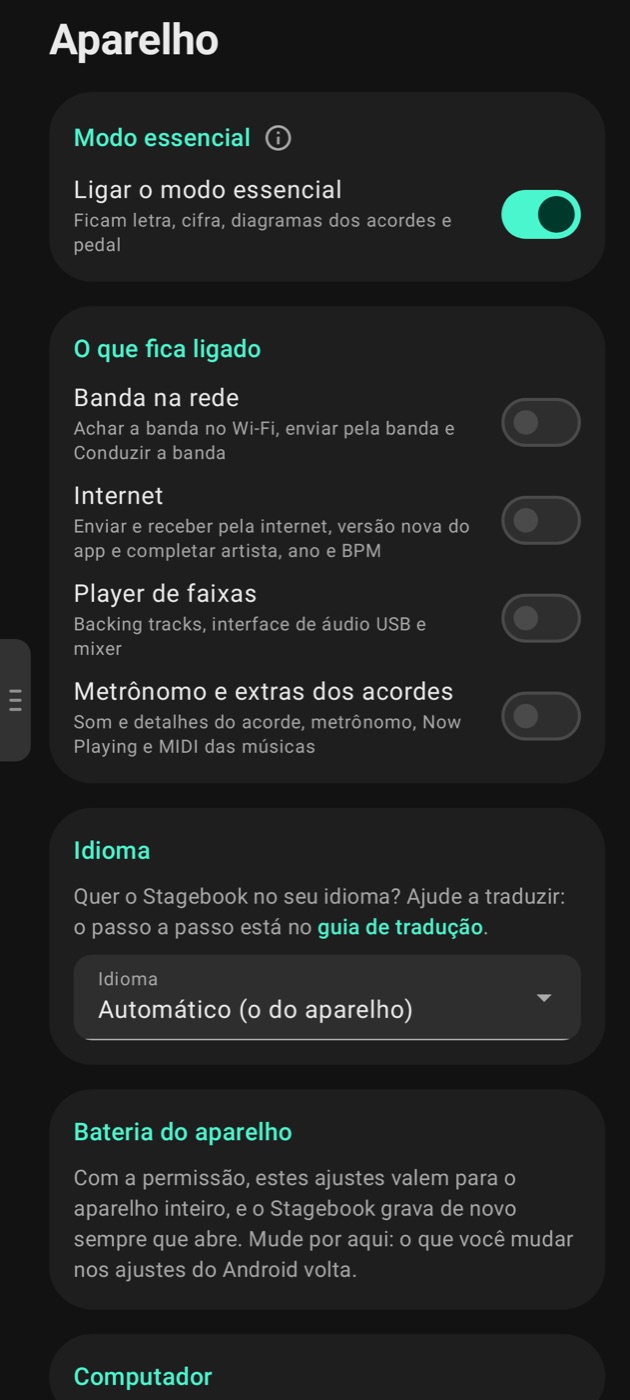 Aparelho
Modo essencial
Ligar o modo essencial
Ficam letra, cifra, diagramas dos acordes e
pedal
O que fica ligado
Banda na rede
Achar a banda no Wi-Fi, enviar pela banda e
Conduzir a banda
Internet
Enviar e receber pela internet, versão nova do
app e completar artista, ano e BPM
Player de faixas
Backing tracks, interface de áudio USB e
mixer
Metrônomo e extras dos acordes
Som e detalhes do acorde, metrônomo, Now
Playing e MIDI das músicas
Idioma
Quer o Stagebook no seu idioma? Ajude a traduzir:
o passo a passo está no guia de tradução.
Idioma
Automático (o do aparelho)
Bateria do aparelho
Com a permissão, estes ajustes valem para o
aparelho inteiro, e o Stagebook grava de novo
sempre que abre. Mude por aqui: o que você mudar
nos ajustes do Android volta.
Computador